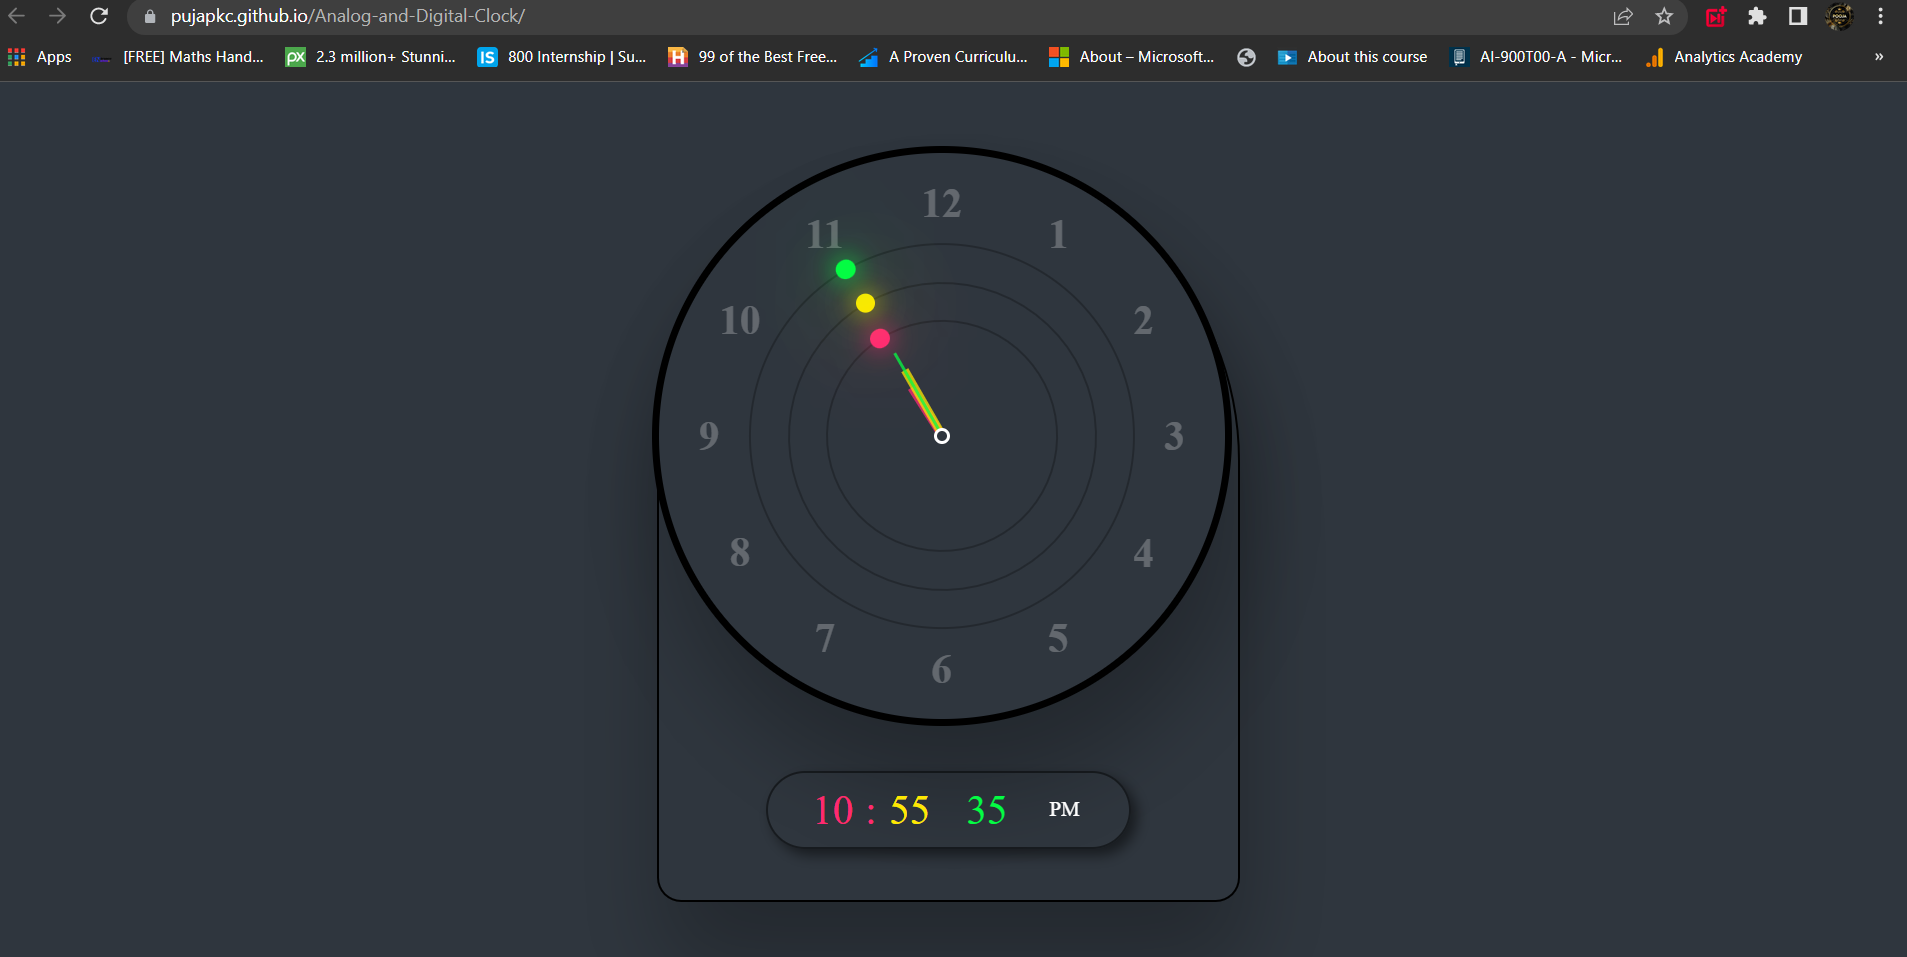 pujapkc.github.io/Analog-and-Digital-Clock/
Apps [FREE] Maths Hand... px 2.3 million+ Stunni... IS 800 Internship | Su... H 99 of the Best Free... A Proven Curriculu... About – Microsoft... About this course AI-900T00-A - Micr... Analytics Academy »
12
11 1
10 2
9 3
8 4
7 5
6
10 : 55 35 PM